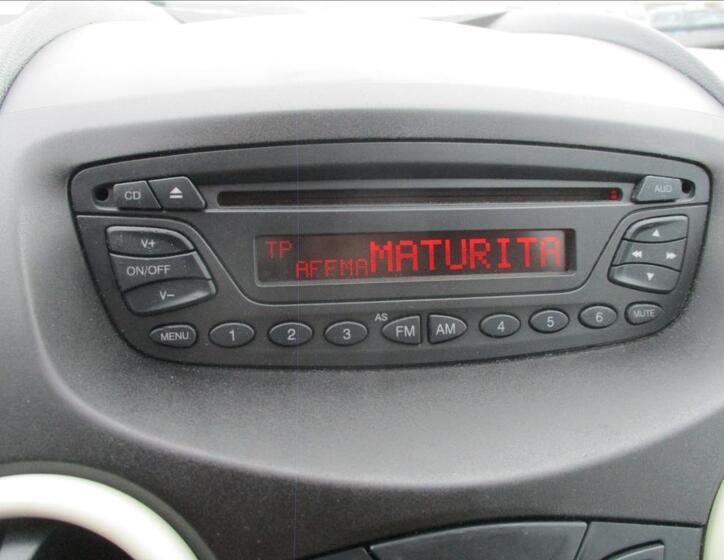 CD
AUD
V+
ON/OFF
V-
TP
AFFMA MATURITA
MENU
1
2
3
AS
FM
AM
4
5
6
MUTE